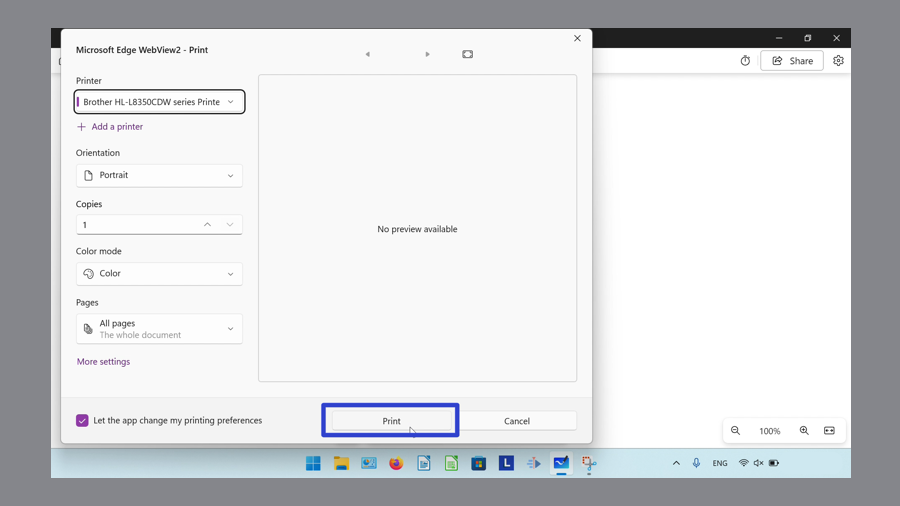 Microsoft Edge WebView2 - Print
Share
Printer
Brother HL-L8350CDW series Printe
Add a printer
Orientation
Portrait
Copies
1
Color mode
Color
Pages
All pages
The whole document
More settings
No preview available
Let the app change my printing preferences
Print
Cancel
100%
L
ENG